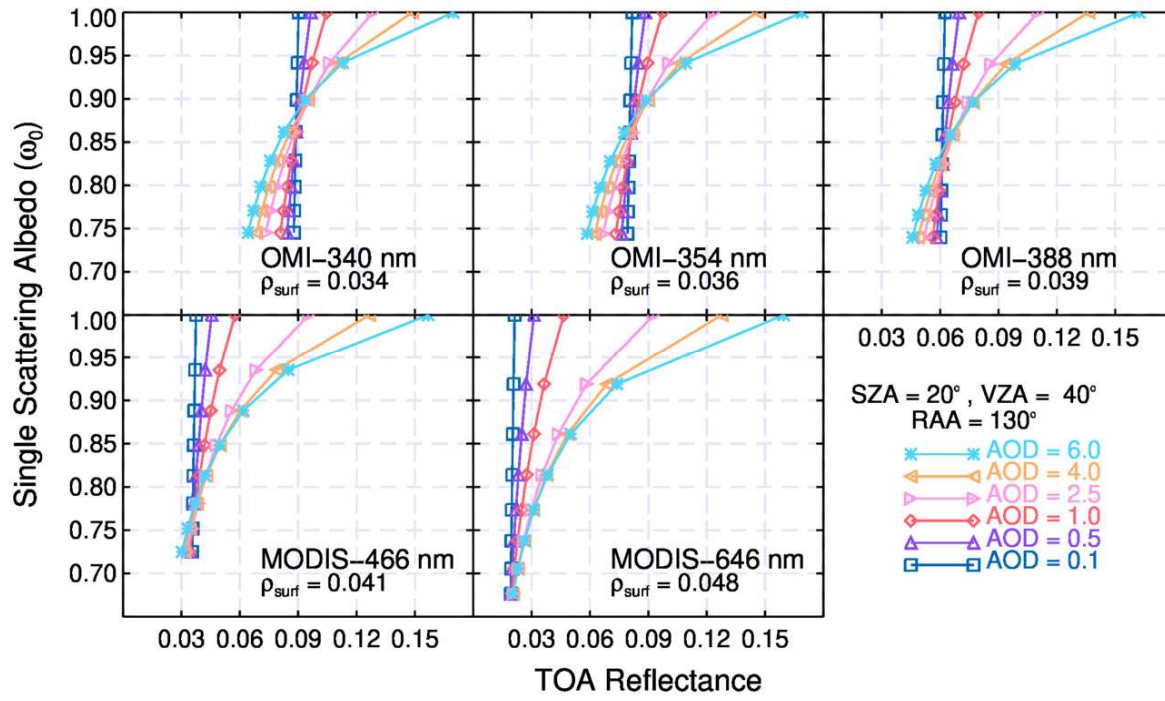 1.00
0.95
0.90
0.85
0.80
0.75
0.70
OMI−340 nm
ρsurf = 0.034
OMI−354 nm
ρsurf = 0.036
OMI−388 nm
ρsurf = 0.039
0.03 0.06 0.09 0.12 0.15
Single Scattering Albedo (ω0)
1.00
0.95
0.90
0.85
0.80
0.75
0.70
MODIS−466 nm
ρsurf = 0.041
MODIS−646 nm
ρsurf = 0.048
SZA = 20° , VZA = 40°
RAA = 130°
AOD = 6.0
AOD = 4.0
AOD = 2.5
AOD = 1.0
AOD = 0.5
AOD = 0.1
0.03 0.06 0.09 0.12 0.15 0.03 0.06 0.09 0.12 0.15
TOA Reflectance